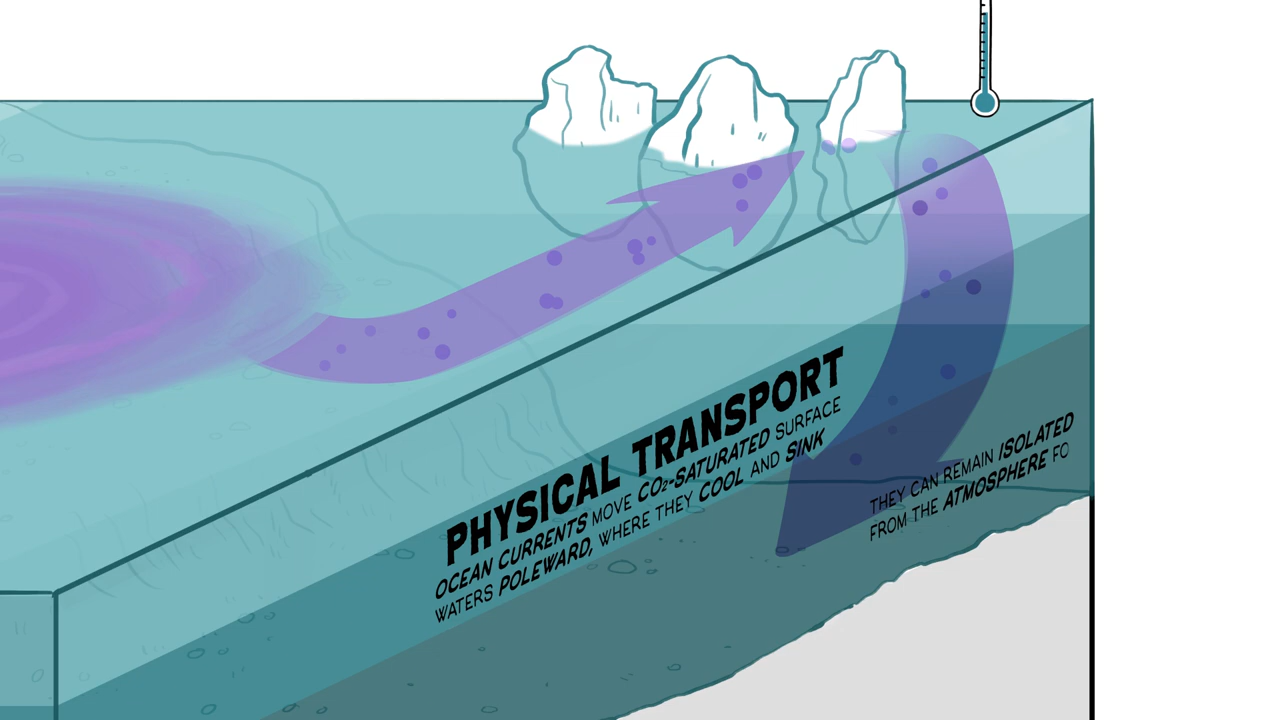 PHYSICAL TRANSPORT
OCEAN CURRENTS MOVE CO₂-SATURATED SURFACE
WATERS POLEWARD, WHERE THEY COOL AND SINK
THEY CAN REMAIN ISOLATED
FROM THE ATMOSPHERE FO